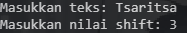 Masukkan teks: Tsaritsa
Masukkan nilai shift: 3